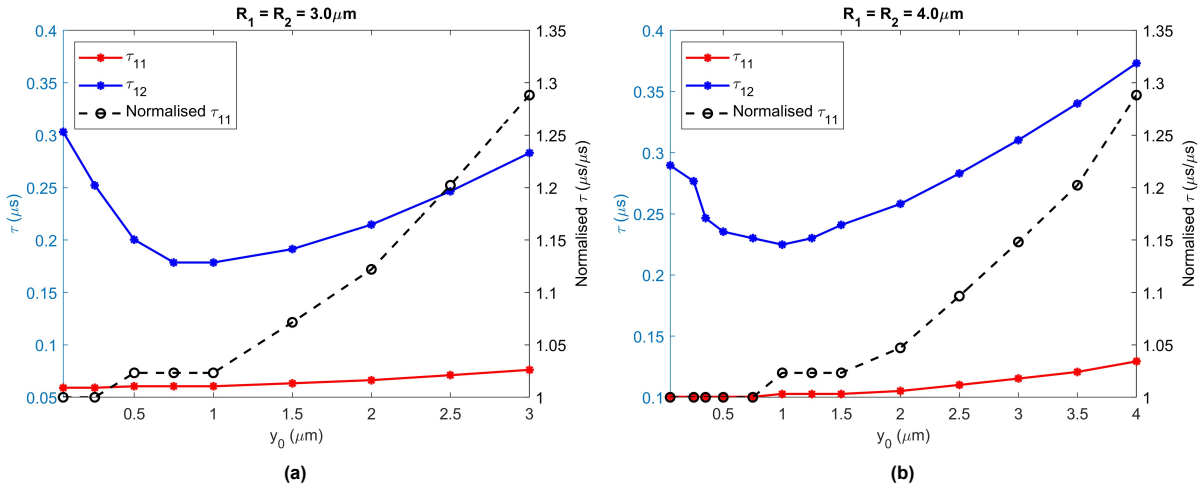 R₁ = R₂ = 3.0μm
0.4
0.35
0.3
0.25
0.2
0.15
0.1
0.05
τ (μs)
τ₁₁
τ₁₂
Normalised τ₁₁
1.35
1.3
1.25
1.2
1.15
1.1
1.05
1
Normalised τ (μs/μs)
0.5 1 1.5 2 2.5 3
y₀ (μm)
(a)
R₁ = R₂ = 4.0μm
0.4
0.35
0.3
0.25
0.2
0.15
0.1
τ (μs)
τ₁₁
τ₁₂
Normalised τ₁₁
1.35
1.3
1.25
1.2
1.15
1.1
1.05
1
Normalised τ (μs/μs)
0.5 1 1.5 2 2.5 3 3.5 4
y₀ (μm)
(b)